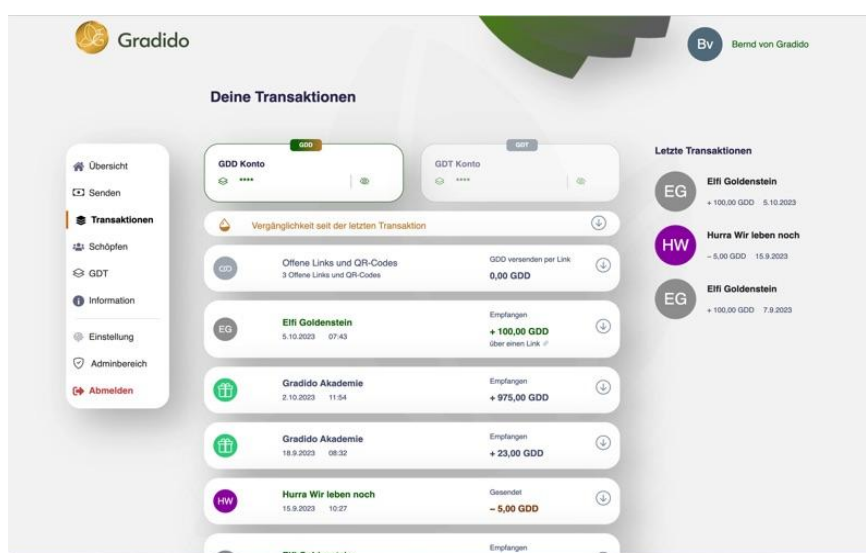 Gradido
Bv
Bernd von Gradido
Deine Transaktionen
Übersicht
Senden
Transaktionen
Schöpfen
GDT
Information
Einstellung
Adminbereich
Abmelden
GDD
GDD Konto
****
GDT
GDT Konto
****
Vergänglichkeit seit der letzten Transaktion
Offene Links und QR-Codes
3 Offene Links und QR-Codes
GDD versenden per Link
0,00 GDD
EG
Elfi Goldenstein
5.10.2023 07:43
Empfangen
+ 100,00 GDD
über einen Link
Gradido Akademie
2.10.2023 11:54
Empfangen
+ 975,00 GDD
Gradido Akademie
18.9.2023 08:32
Empfangen
+ 23,00 GDD
HW
Hurra Wir leben noch
15.9.2023 10:27
Gesendet
− 5,00 GDD
Empfangen
Letzte Transaktionen
EG
Elfi Goldenstein
+ 100,00 GDD 5.10.2023
HW
Hurra Wir leben noch
− 5,00 GDD 15.9.2023
EG
Elfi Goldenstein
+ 100,00 GDD 7.9.2023